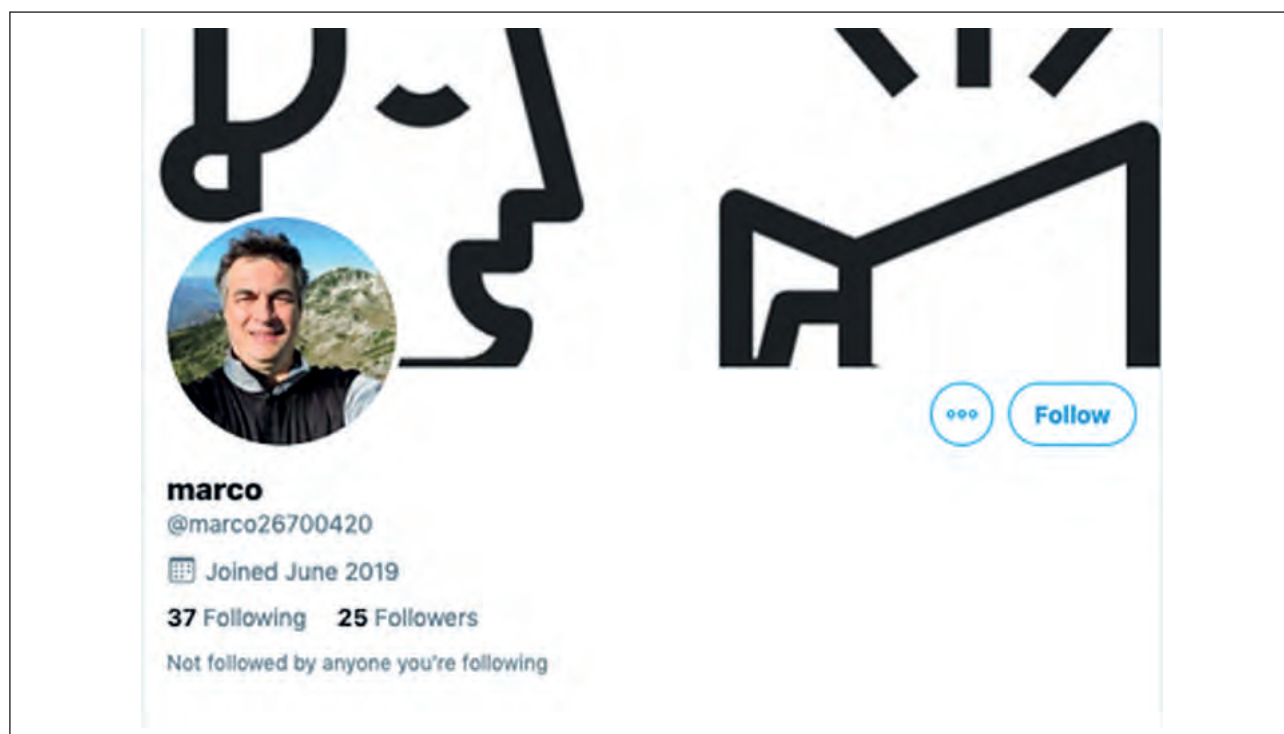 Follow
marco
@marco26700420
Joined June 2019
37 Following 25 Followers
Not followed by anyone you're following